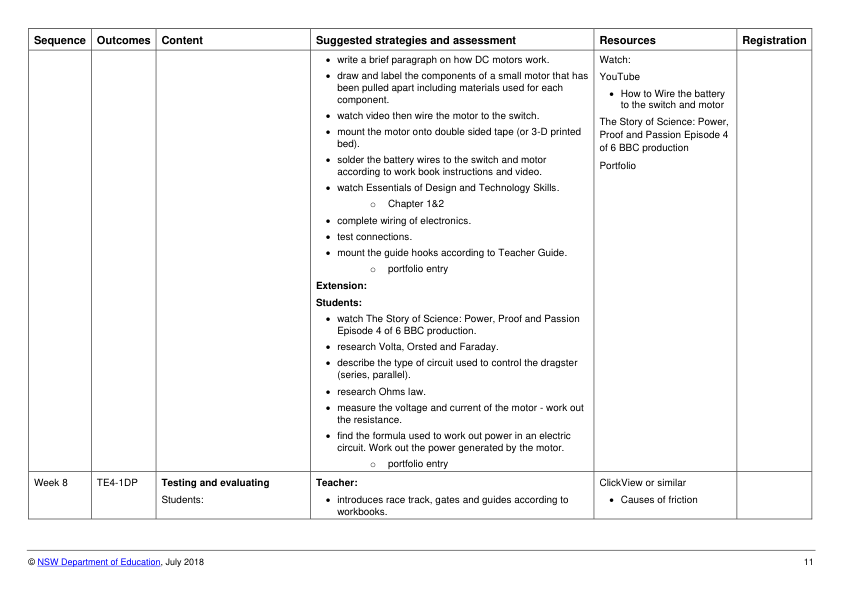 Sequence Outcomes Content Suggested strategies and assessment Resources Registration
• write a brief paragraph on how DC motors work.
• draw and label the components of a small motor that has
been pulled apart including materials used for each
component.
• watch video then wire the motor to the switch.
• mount the motor onto double sided tape (or 3-D printed
bed).
• solder the battery wires to the switch and motor
according to work book instructions and video.
• watch Essentials of Design and Technology Skills.
○ Chapter 1&2
• complete wiring of electronics.
• test connections.
• mount the guide hooks according to Teacher Guide.
○ portfolio entry
Extension:
Students:
• watch The Story of Science: Power, Proof and Passion
Episode 4 of 6 BBC production.
• research Volta, Orsted and Faraday.
• describe the type of circuit used to control the dragster
(series, parallel).
• research Ohms law.
• measure the voltage and current of the motor - work out
the resistance.
• find the formula used to work out power in an electric
circuit. Work out the power generated by the motor.
○ portfolio entry
Watch:
YouTube
• How to Wire the battery
to the switch and motor
The Story of Science: Power,
Proof and Passion Episode 4
of 6 BBC production
Portfolio
Week 8
TE4-1DP
Testing and evaluating
Students:
Teacher:
• introduces race track, gates and guides according to
workbooks.
ClickView or similar
• Causes of friction
© NSW Department of Education, July 2018
11